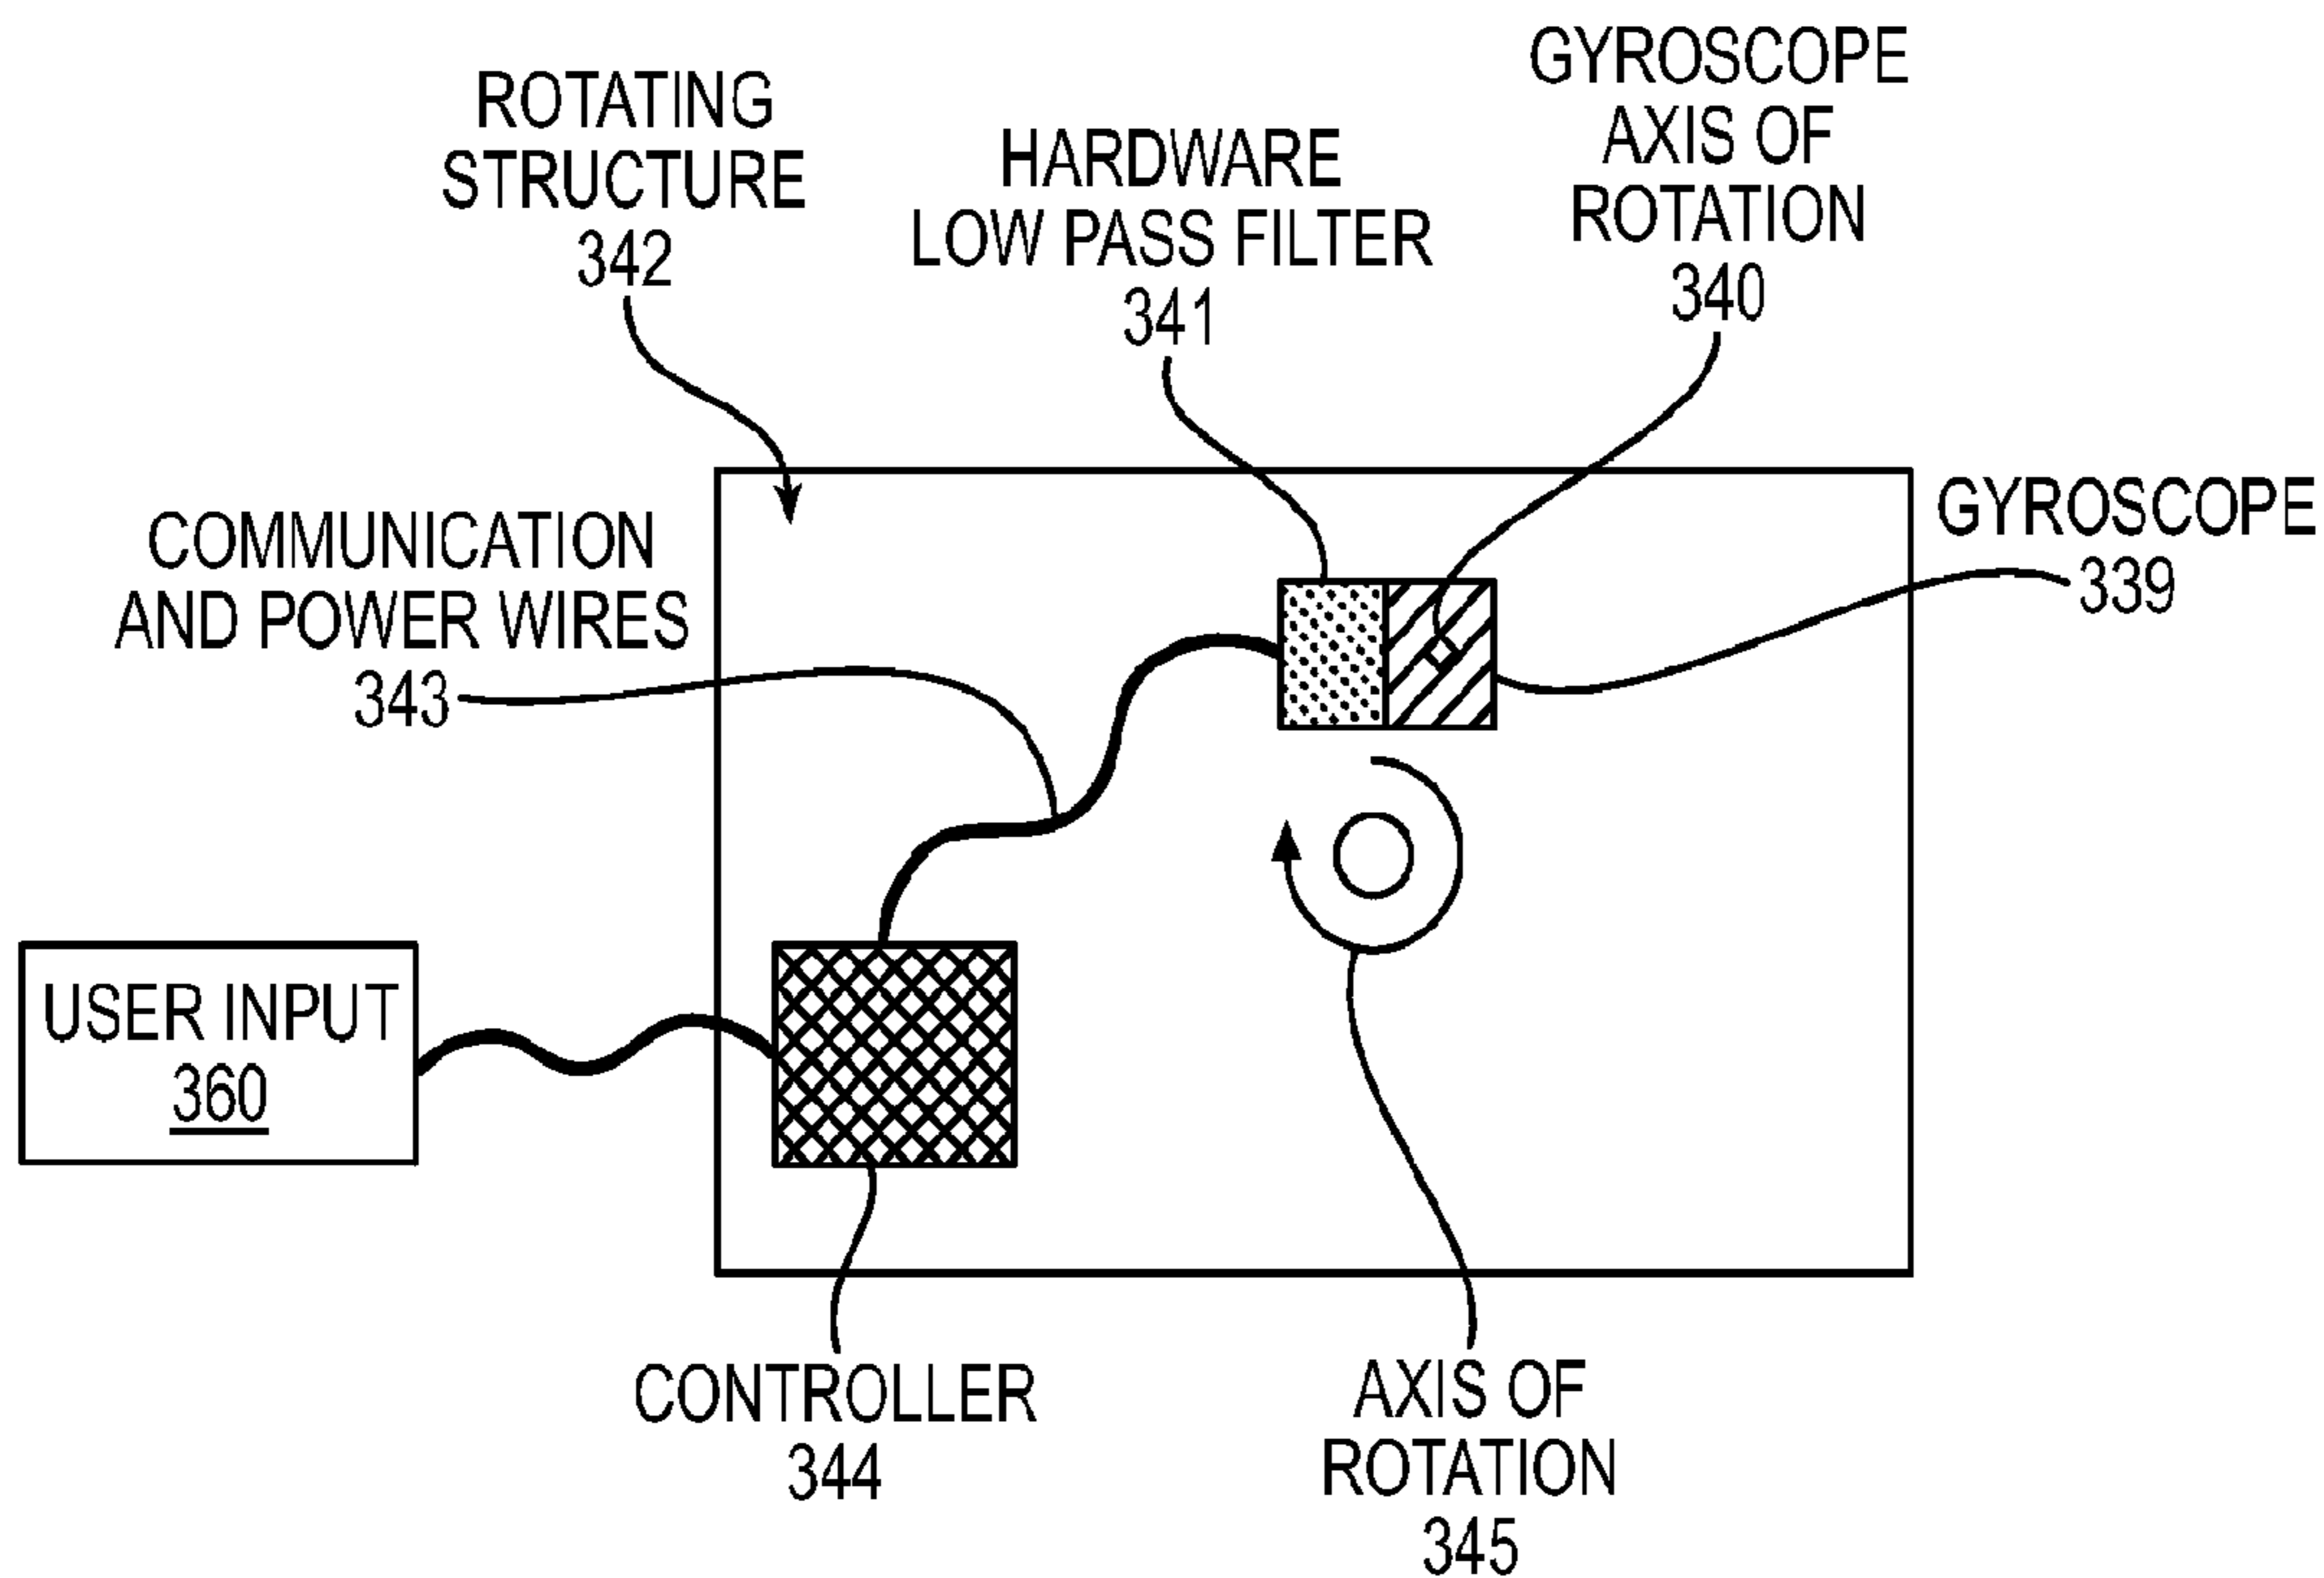 ROTATING
STRUCTURE
342
HARDWARE
LOW PASS FILTER
341
GYROSCOPE
AXIS OF
ROTATION
340
COMMUNICATION
AND POWER WIRES
343
GYROSCOPE
339
USER INPUT
360
CONTROLLER
344
AXIS OF
ROTATION
345